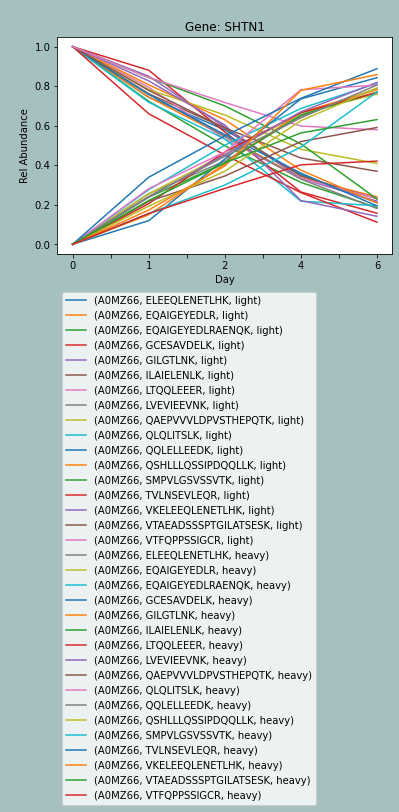 Gene: SHTN1
Rel Abundance
1.0
0.8
0.6
0.4
0.2
0.0
0 1 2 4 6
Day
(A0MZ66, ELEEQLENETLHK, light)
(A0MZ66, EQAIGEYEDLR, light)
(A0MZ66, EQAIGEYEDLRAENQK, light)
(A0MZ66, GCESAVDELK, light)
(A0MZ66, GILGTLNK, light)
(A0MZ66, ILAIELENLK, light)
(A0MZ66, LTQQLEEER, light)
(A0MZ66, LVEVIEEVNK, light)
(A0MZ66, QAEPVVVLDPVSTHEPQTK, light)
(A0MZ66, QLQLITSLK, light)
(A0MZ66, QQLELLEEDK, light)
(A0MZ66, QSHLLLQSSIPDQQLLK, light)
(A0MZ66, SMPVLGSVSSVTK, light)
(A0MZ66, TVLNSEVLEQR, light)
(A0MZ66, VKELEEQLENETLHK, light)
(A0MZ66, VTAEADSSSPTGILATSESK, light)
(A0MZ66, VTFQPPSSIGCR, light)
(A0MZ66, ELEEQLENETLHK, heavy)
(A0MZ66, EQAIGEYEDLR, heavy)
(A0MZ66, EQAIGEYEDLRAENQK, heavy)
(A0MZ66, GCESAVDELK, heavy)
(A0MZ66, GILGTLNK, heavy)
(A0MZ66, ILAIELENLK, heavy)
(A0MZ66, LTQQLEEER, heavy)
(A0MZ66, LVEVIEEVNK, heavy)
(A0MZ66, QAEPVVVLDPVSTHEPQTK, heavy)
(A0MZ66, QLQLITSLK, heavy)
(A0MZ66, QQLELLEEDK, heavy)
(A0MZ66, QSHLLLQSSIPDQQLLK, heavy)
(A0MZ66, SMPVLGSVSSVTK, heavy)
(A0MZ66, TVLNSEVLEQR, heavy)
(A0MZ66, VKELEEQLENETLHK, heavy)
(A0MZ66, VTAEADSSSPTGILATSESK, heavy)
(A0MZ66, VTFQPPSSIGCR, heavy)